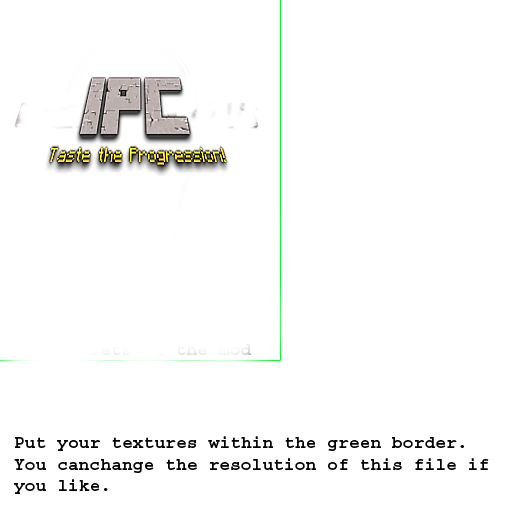 IPC
Taste the Progression!
the mod
Put your textures within the green border.
You canchange the resolution of this file if
you like.